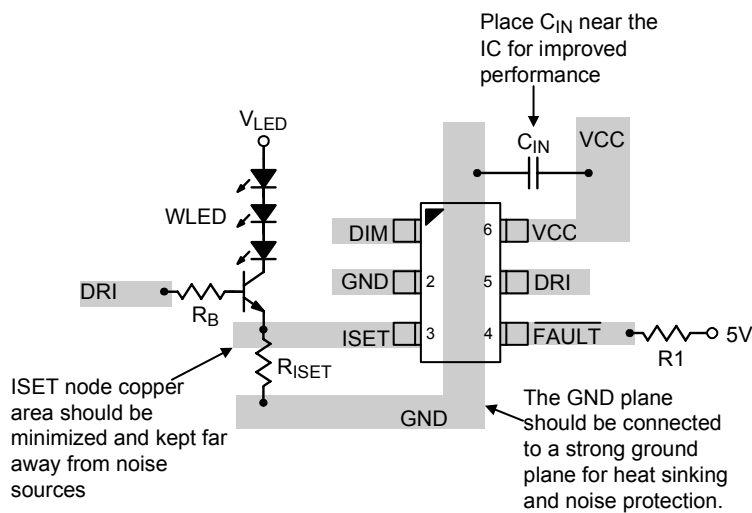 Place CIN near the
IC for improved
performance
VLED
CIN
VCC
WLED
DIM
6
VCC
GND
2
5
DRI
DRI
RB
ISET
3
4
FAULT
5V
R1
RISET
ISET node copper
area should be
minimized and kept far
away from noise
sources
GND
The GND plane
should be connected
to a strong ground
plane for heat sinking
and noise protection.